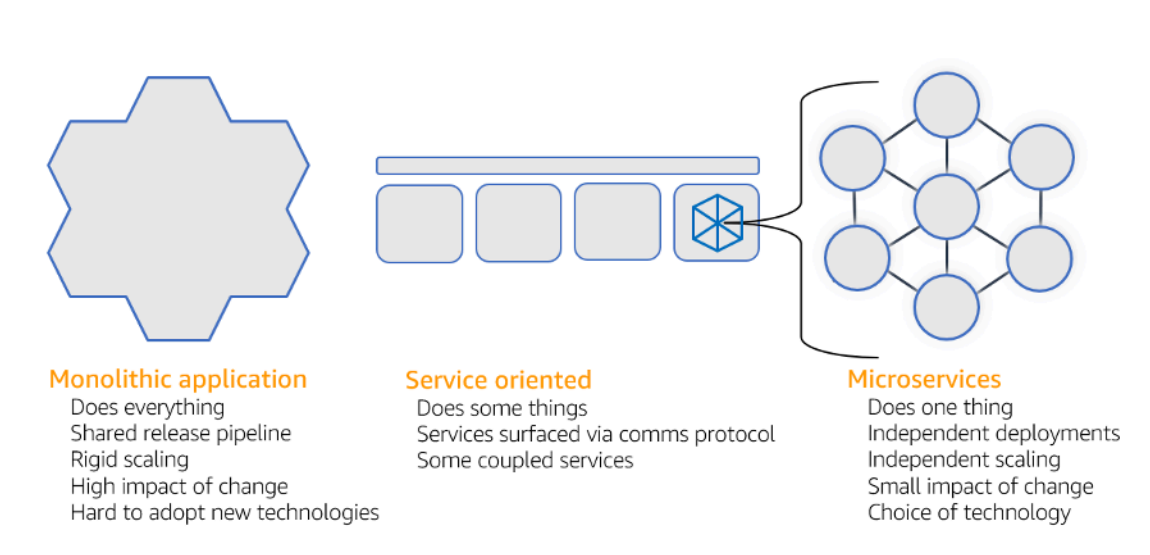 Monolithic application
Does everything
Shared release pipeline
Rigid scaling
High impact of change
Hard to adopt new technologies
Service oriented
Does some things
Services surfaced via comms protocol
Some coupled services
Microservices
Does one thing
Independent deployments
Independent scaling
Small impact of change
Choice of technology